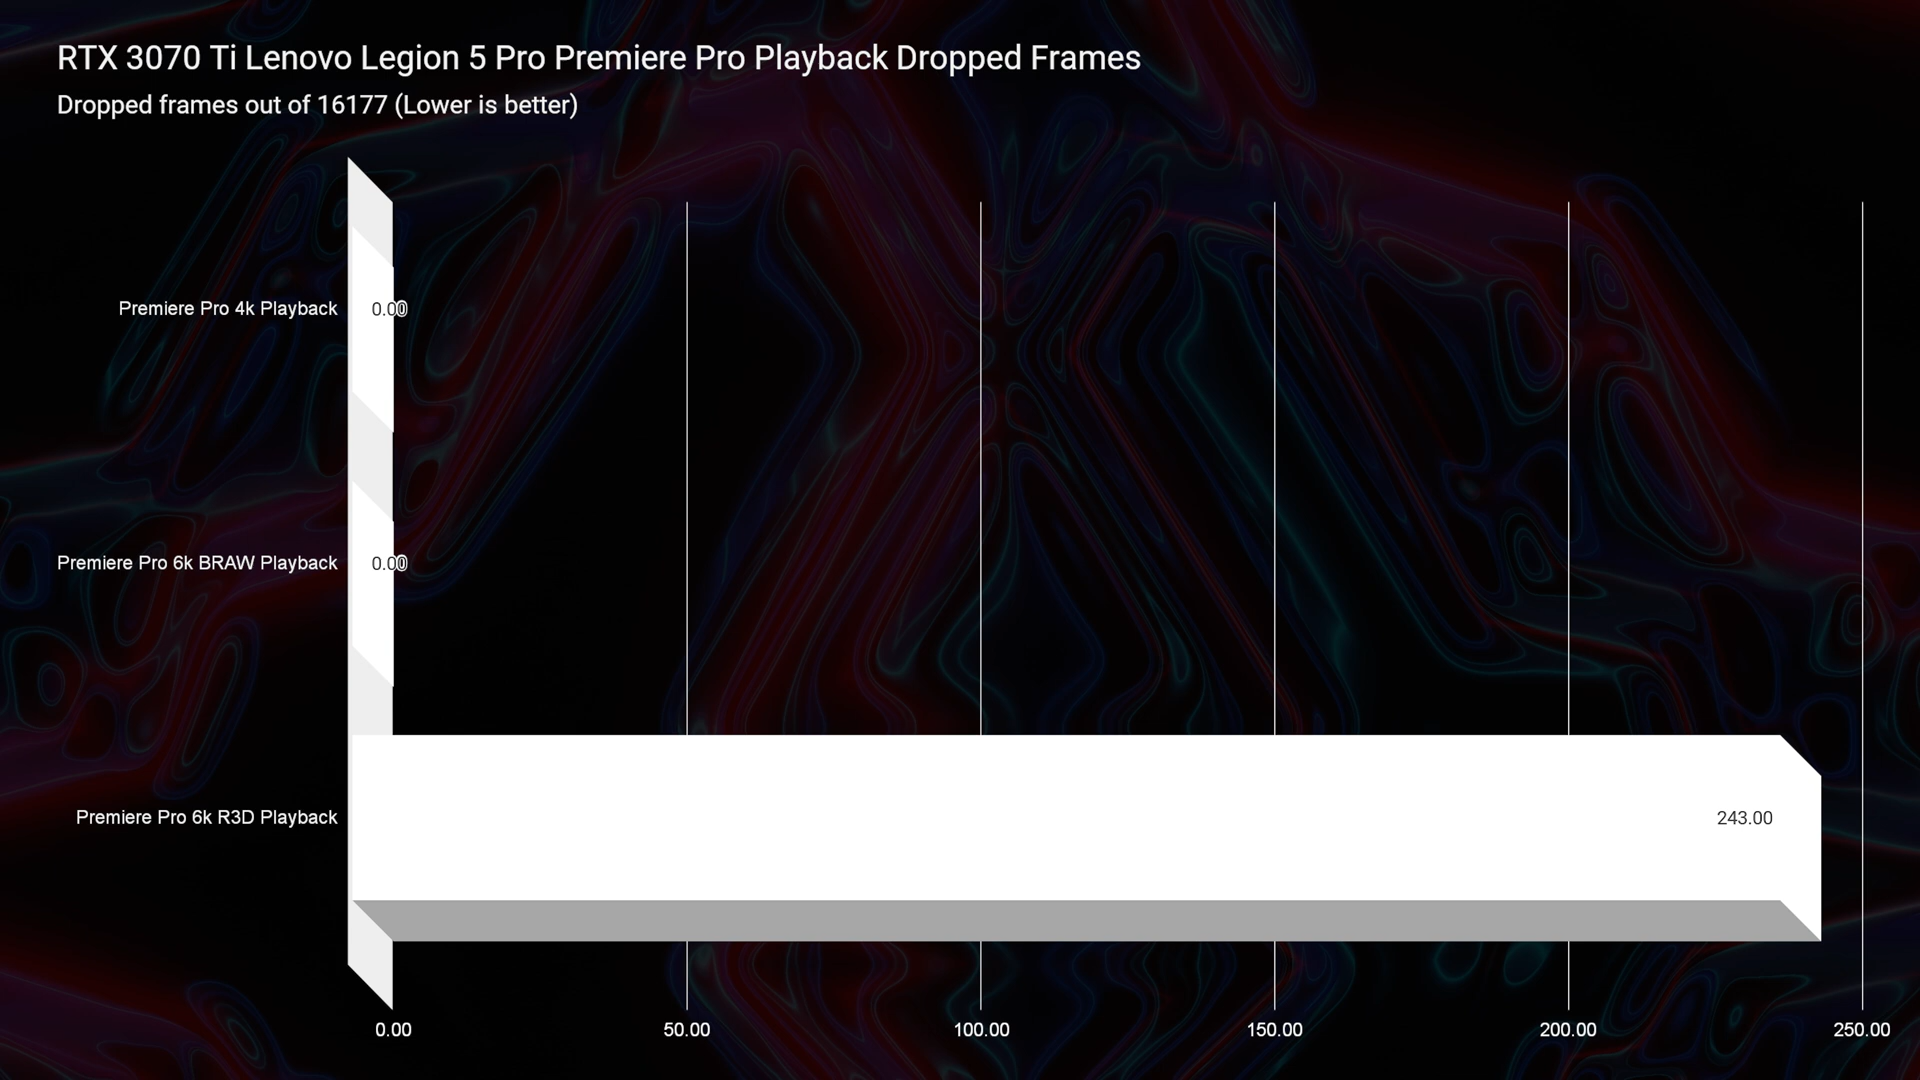 RTX 3070 Ti Lenovo Legion 5 Pro Premiere Pro Playback Dropped Frames
Dropped frames out of 16177 (Lower is better)
Premiere Pro 4k Playback 0.00
Premiere Pro 6k BRAW Playback 0.00
Premiere Pro 6k R3D Playback 243.00
0.00 50.00 100.00 150.00 200.00 250.00